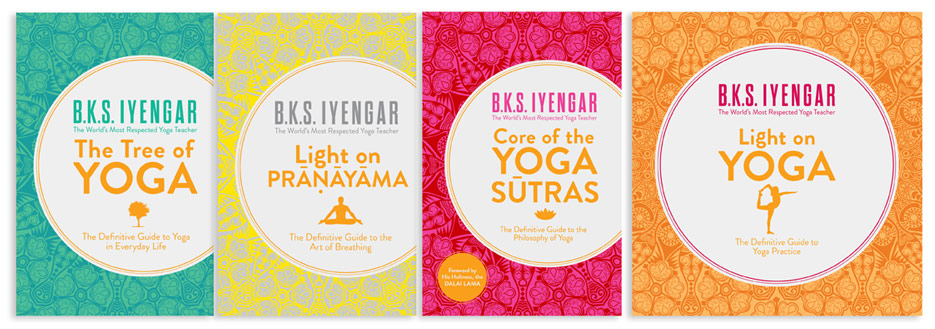 B.K.S. IYENGAR
The World's Most Respected Yoga Teacher
The Tree of
YOGA
The Definitive Guide to Yoga
in Everyday Life
B.K.S. IYENGAR
The World's Most Respected Yoga Teacher
Light on
PRĀṆĀYĀMA
The Definitive Guide to the
Art of Breathing
B.K.S. IYENGAR
The World's Most Respected Yoga Teacher
Core of the
YOGA
SŪTRAS
The Definitive Guide to the
Philosophy of Yoga
Foreword by
His Holiness, the
DALAI LAMA
B.K.S. IYENGAR
The World's Most Respected Yoga Teacher
Light on
YOGA
The Definitive Guide to
Yoga Practice